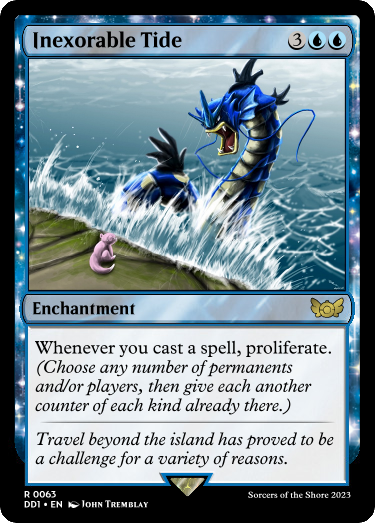 Inexorable Tide 3
Enchantment
Whenever you cast a spell, proliferate.
(Choose any number of permanents
and/or players, then give each another
counter of each kind already there.)
Travel beyond the island has proved to be
a challenge for a variety of reasons.
R 0063
DD1 • EN John Tremblay
Sorcers of the Shore 2023